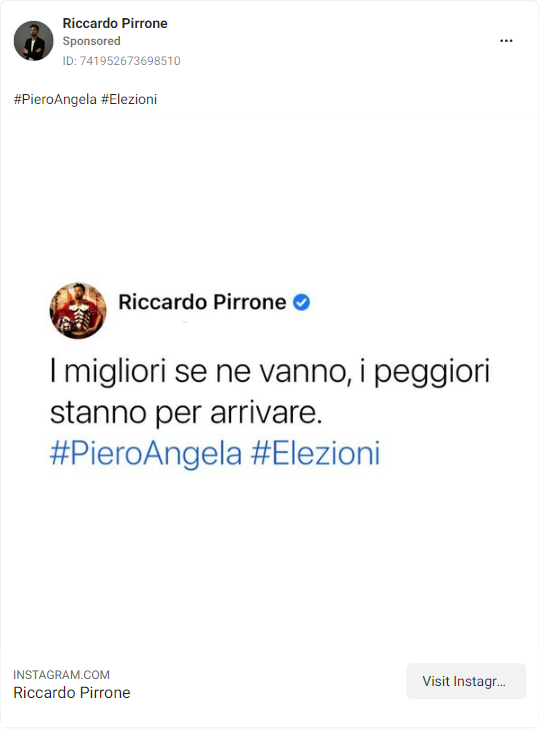 Riccardo Pirrone
Sponsored
ID: 741952673698510
...
#PieroAngela #Elezioni
Riccardo Pirrone
I migliori se ne vanno, i peggiori
stanno per arrivare.
#PieroAngela #Elezioni
INSTAGRAM.COM
Riccardo Pirrone
Visit Instagr...